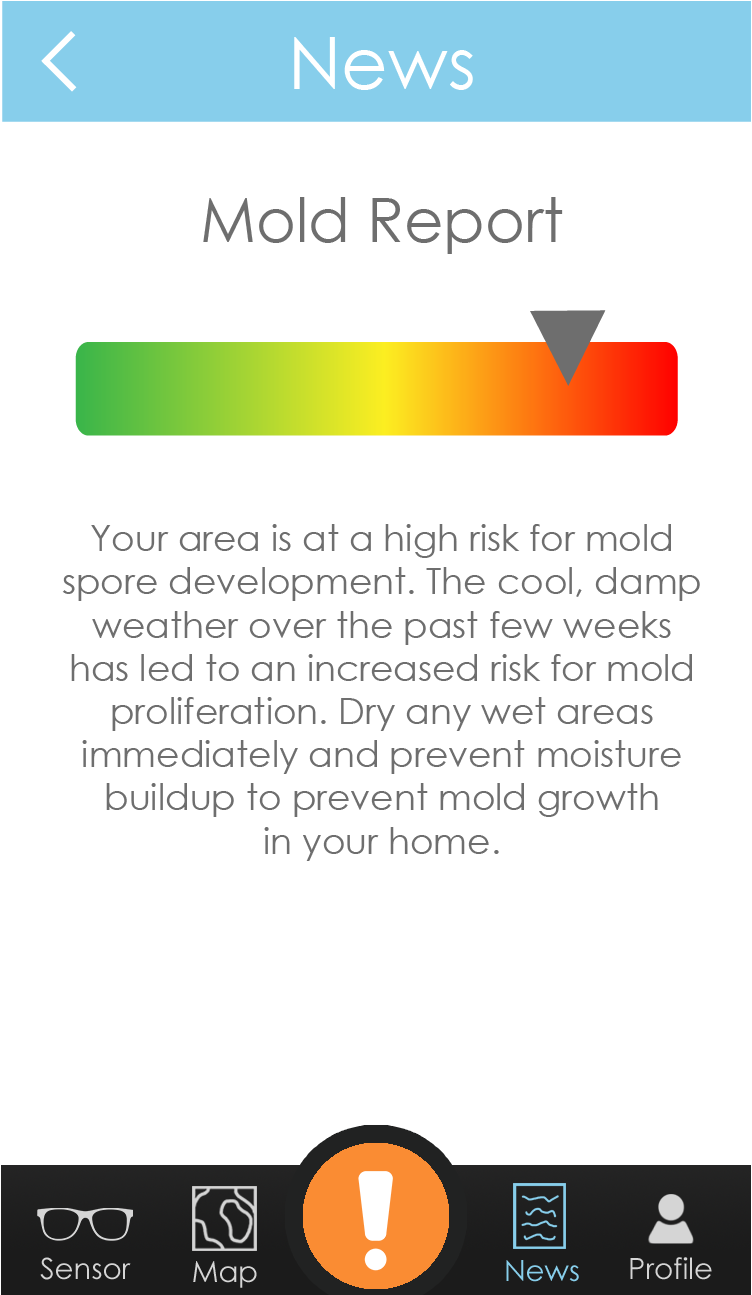 News
Mold Report
Your area is at a high risk for mold
spore development. The cool, damp
weather over the past few weeks
has led to an increased risk for mold
proliferation. Dry any wet areas
immediately and prevent moisture
buildup to prevent mold growth
in your home.
!
Sensor
Map
News
Profile